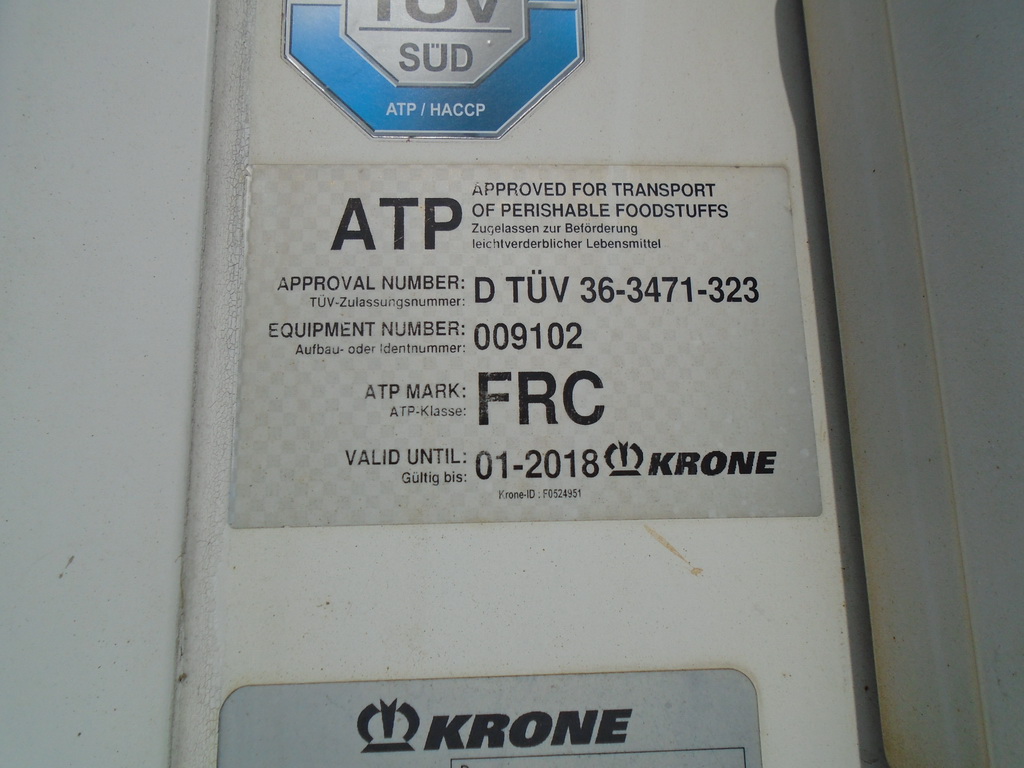 TÜV
SÜD
ATP / HACCP
ATP
APPROVED FOR TRANSPORT
OF PERISHABLE FOODSTUFFS
Zugelassen zur Beförderung
leichtverderblicher Lebensmittel
APPROVAL NUMBER: D TÜV 36-3471-323
TÜV-Zulassungsnummer:
EQUIPMENT NUMBER: 009102
Aufbau- oder Identnummer:
ATP MARK: FRC
ATP-Klasse:
VALID UNTIL: 01-2018 KRONE
Gültig bis:
Krone-ID : F0524951
KRONE